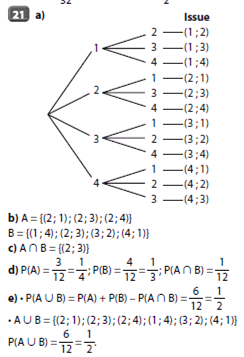 21 a)
Issue
2 — (1 ; 2)
1 3 — (1 ; 3)
4 — (1 ; 4)
1 — (2 ; 1)
2 3 — (2 ; 3)
4 — (2 ; 4)
1 — (3 ; 1)
3 2 — (3 ; 2)
4 — (3 ; 4)
1 — (4 ; 1)
4 2 — (4 ; 2)
3 — (4 ; 3)
b) A = {(2 ; 1) ; (2 ; 3) ; (2 ; 4)}
B = {(1 ; 4) ; (2 ; 3) ; (3 ; 2) ; (4 ; 1)}
c) A ∩ B = {(2 ; 3)}
d) P(A) = 3/12 = 1/4 ; P(B) = 4/12 = 1/3 ; P(A ∩ B) = 1/12
e) • P(A ∪ B) = P(A) + P(B) – P(A ∩ B) = 6/12 = 1/2
• A ∪ B = {(2 ; 1) ; (2 ; 3) ; (2 ; 4) ; (1 ; 4) ; (3 ; 2) ; (4 ; 1)}
P(A ∪ B) = 6/12 = 1/2.